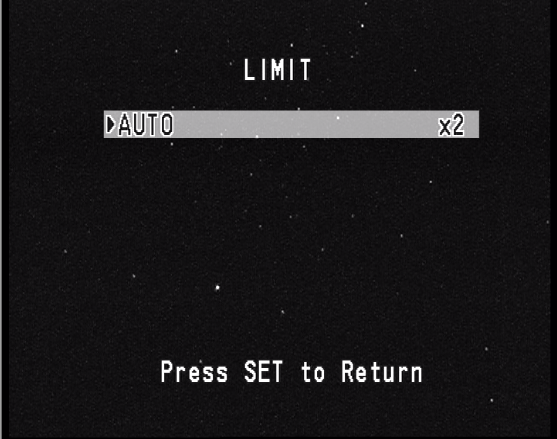 LIMIT
AUTO x2
Press SET to Return